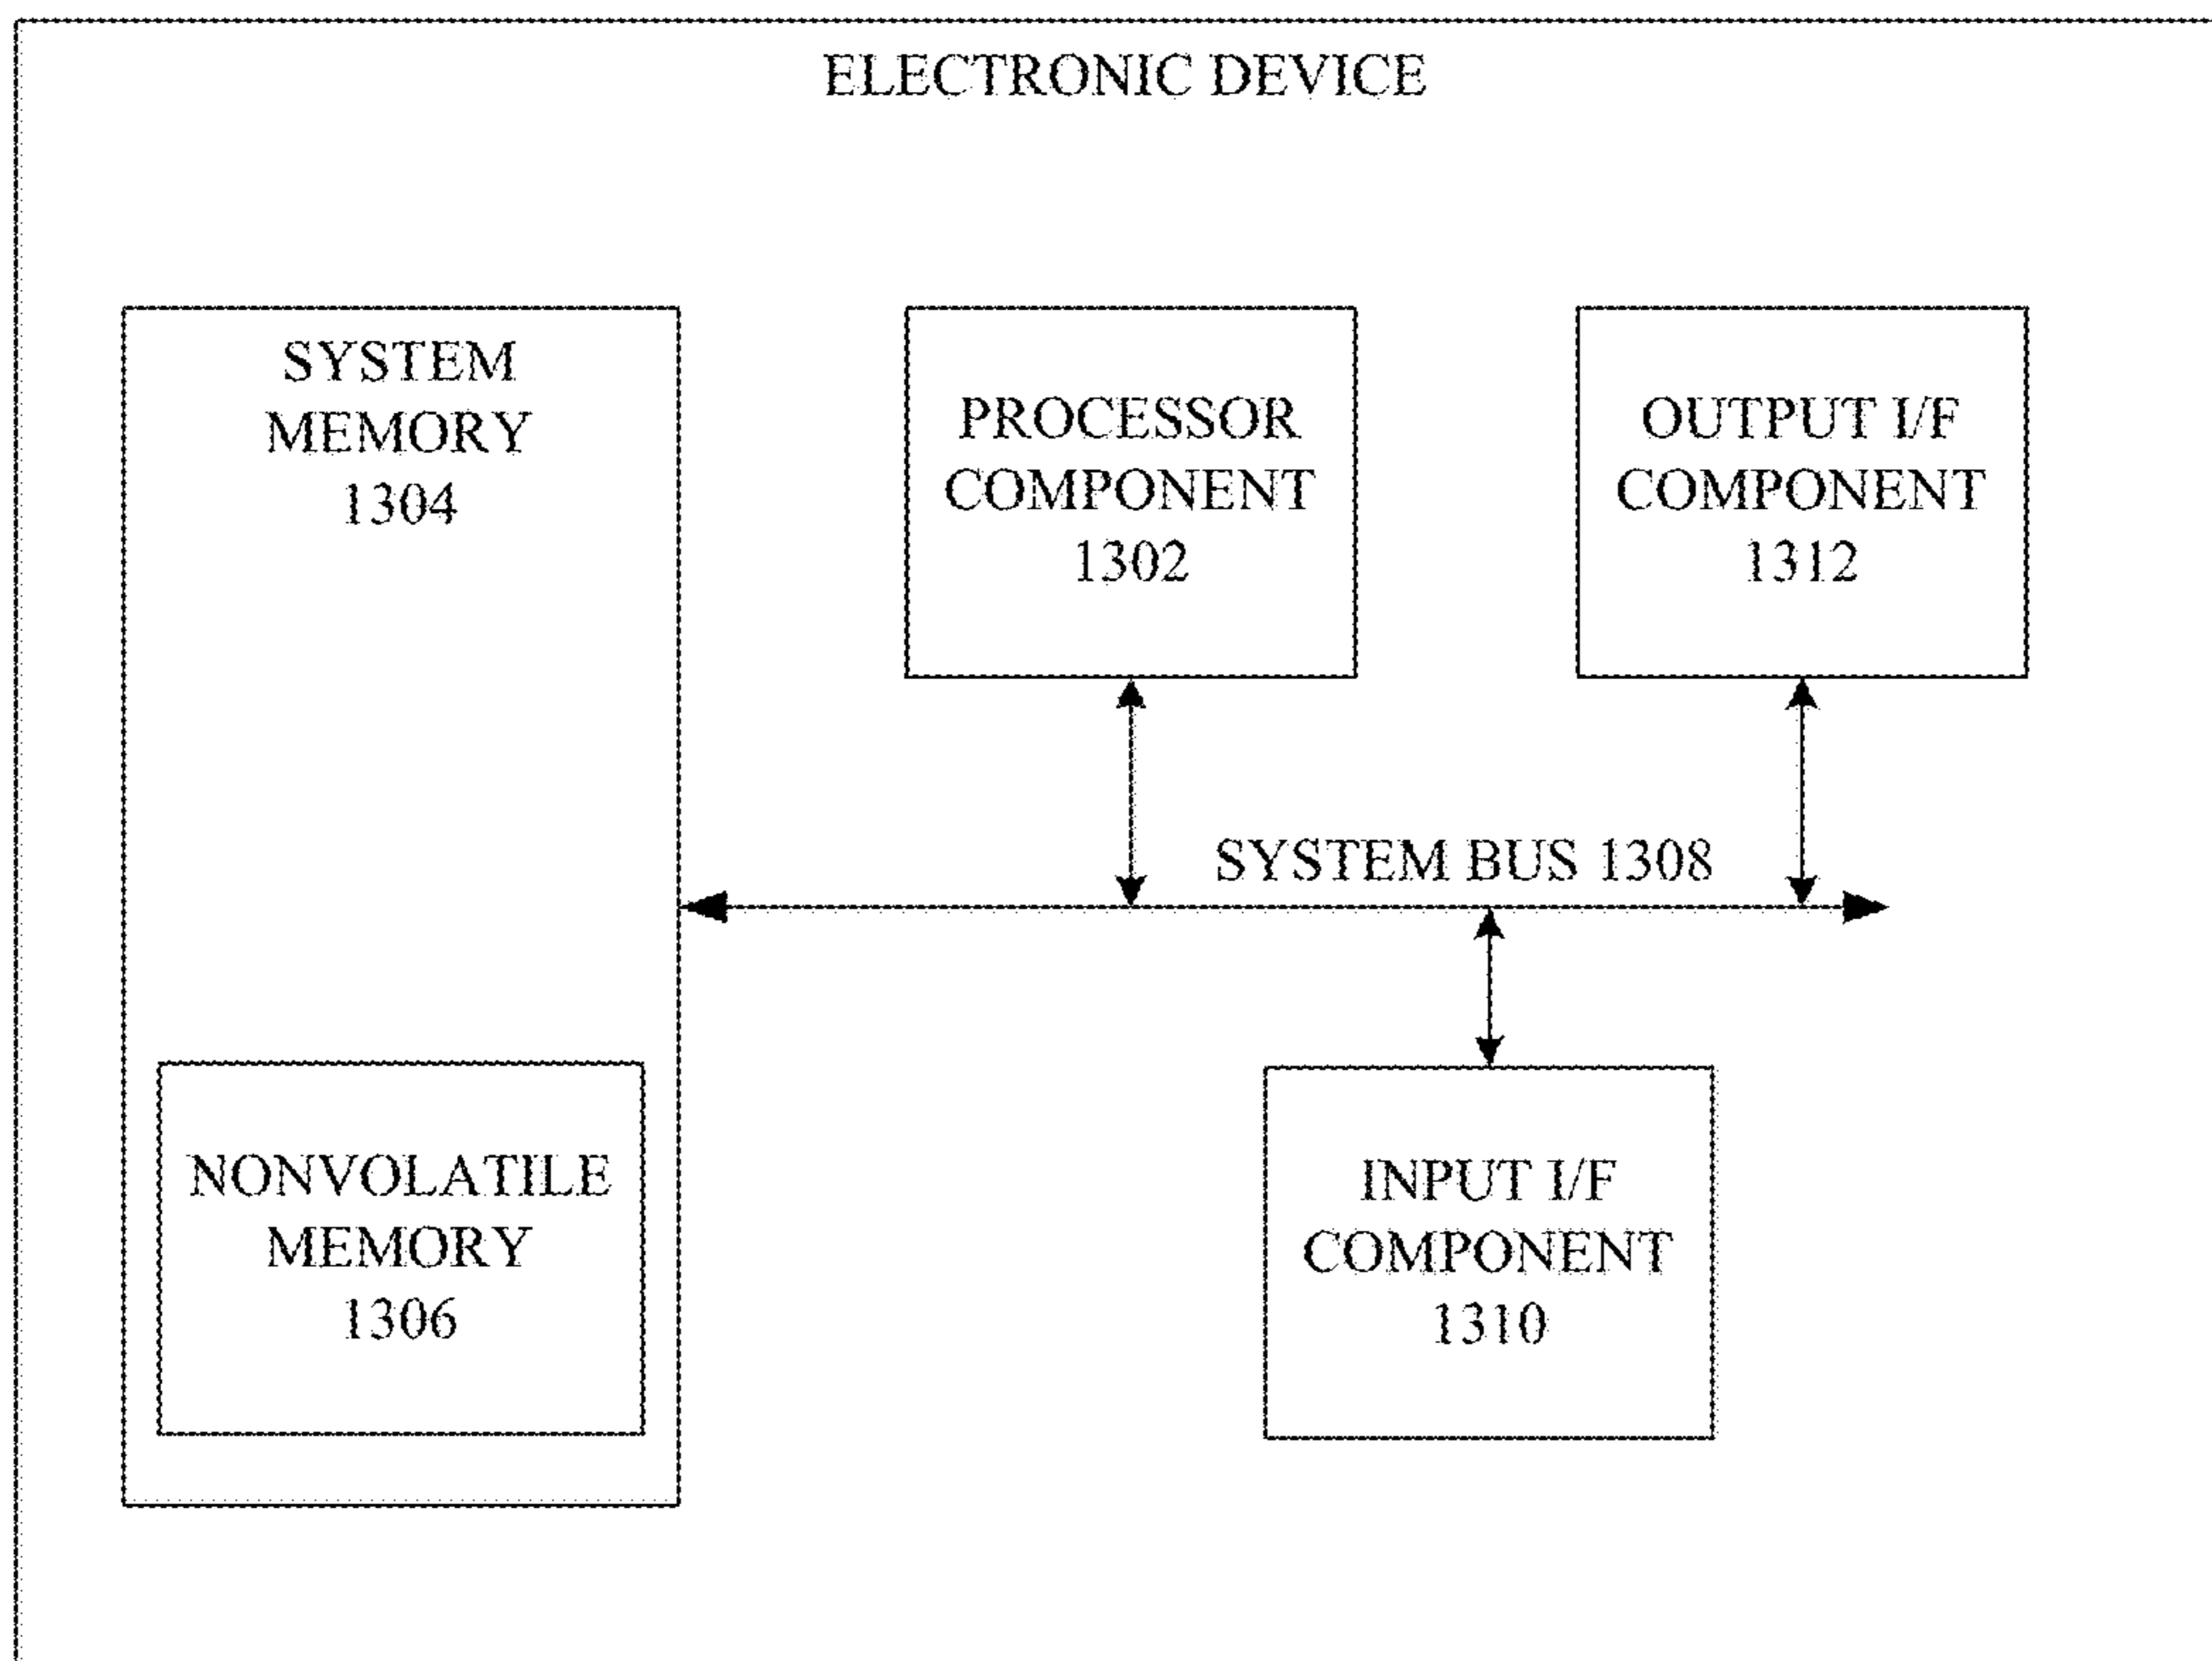 ELECTRONIC DEVICE
SYSTEM
MEMORY
1304
PROCESSOR
COMPONENT
1302
OUTPUT I/F
COMPONENT
1312
SYSTEM BUS 1308
NONVOLATILE
MEMORY
1306
INPUT I/F
COMPONENT
1310